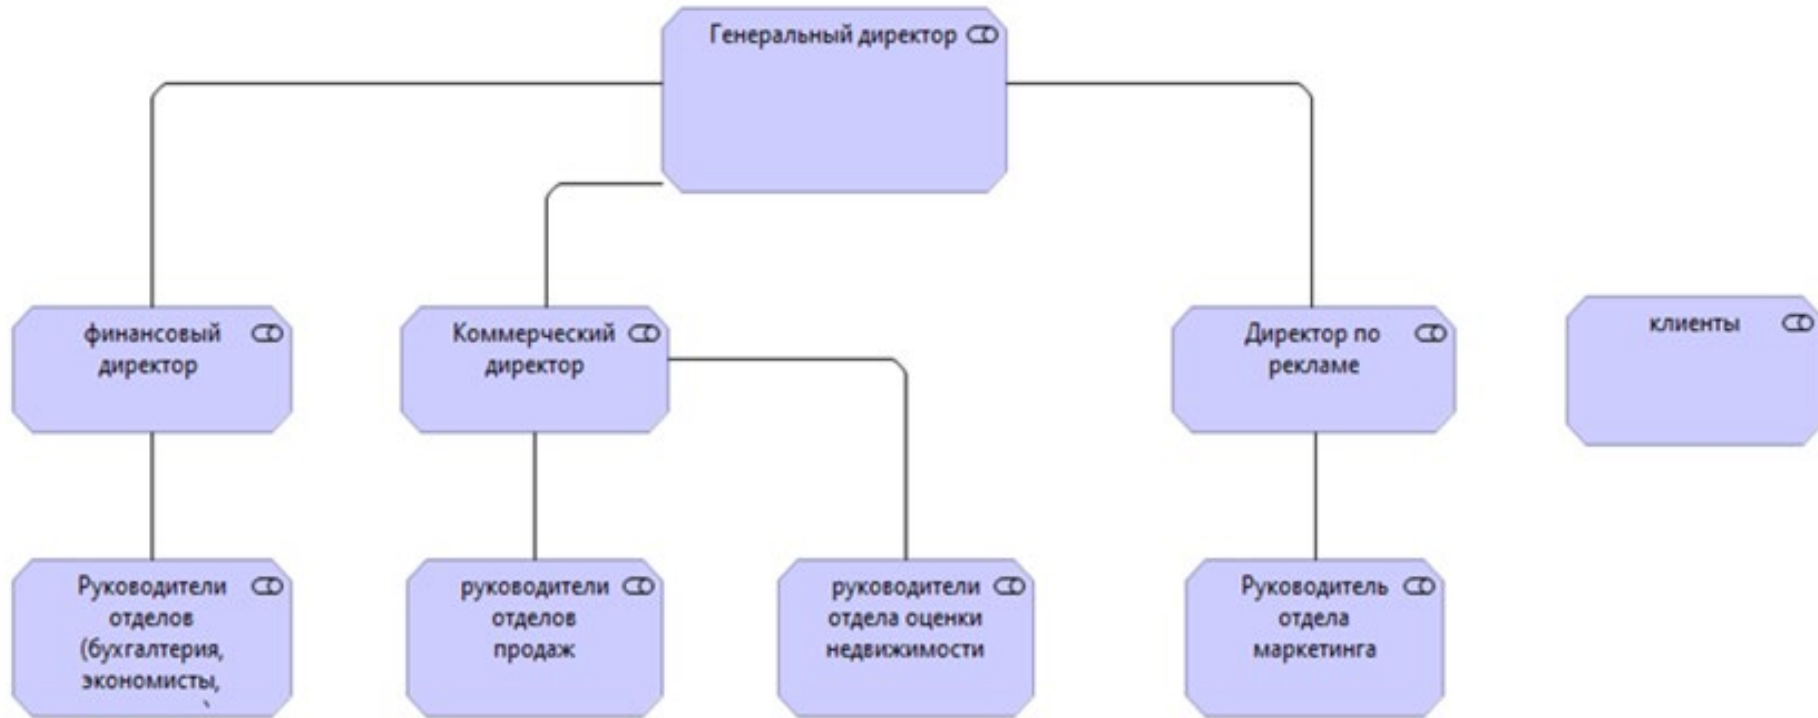 Генеральный директор
финансовый
директор
Коммерческий
директор
Директор по
рекламе
клиенты
Руководители
отделов
(бухгалтерия,
экономисты,
руководители
отделов
продаж
руководители
отдела оценки
недвижимости
Руководитель
отдела
маркетинга